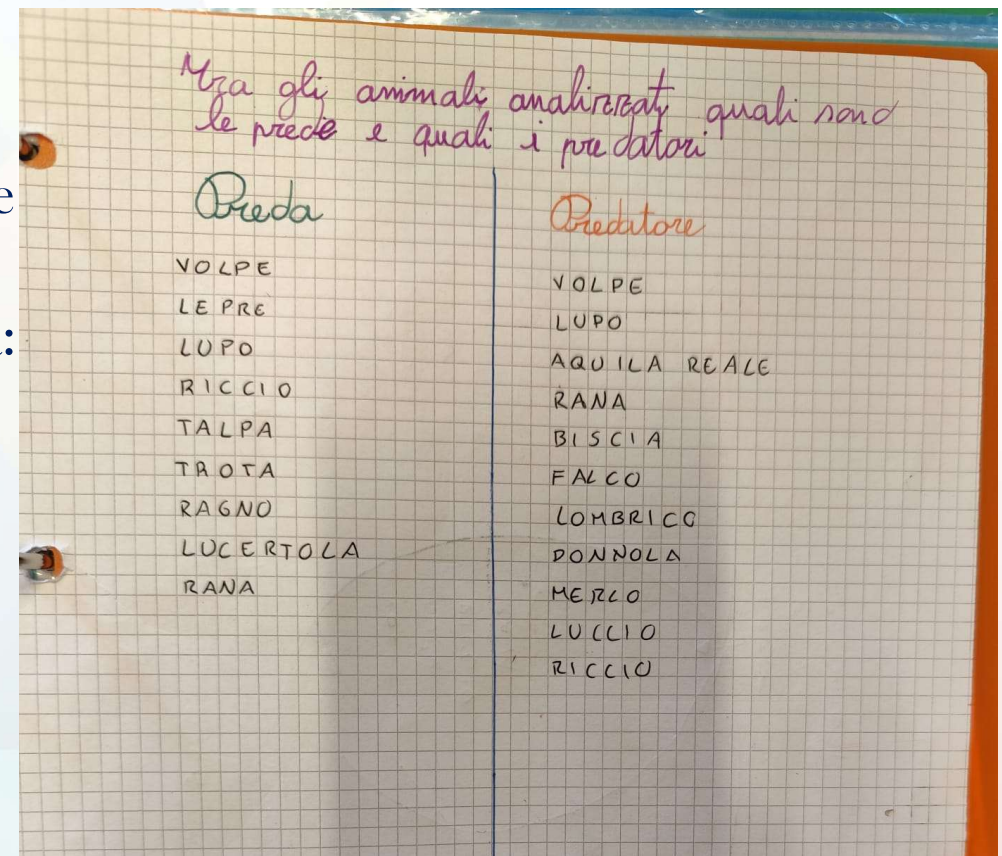 Tra gli animali analizzati quali sono
le prede e quali i predatori
Preda
VOLPE
LEPRE
LUPO
RICCIO
TALPA
TROTA
RAGNO
LUCERTOLA
RANA
Predatore
VOLPE
LUPO
AQUILA REALE
RANA
BISCIA
FALCO
LOMBRICO
DONNOLA
MERLO
LUCCIO
RICCIO
e
: